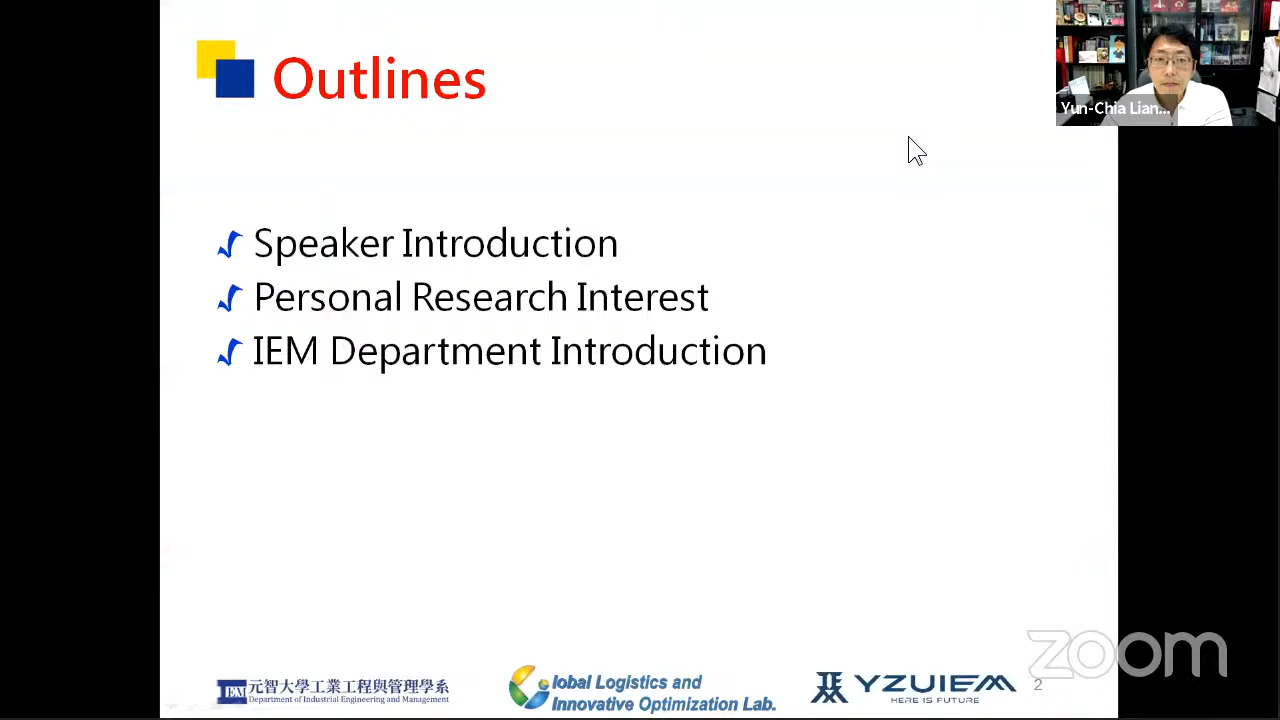 Outlines
Yun-Chia Lian...
Speaker Introduction
Personal Research Interest
IEM Department Introduction
zoom
IEM 元智大學工業工程與管理學系
Department of Industrial Engineering and Management
Global Logistics and
Innovative Optimization Lab.
YZUIEM
HERE IS FUTURE
2